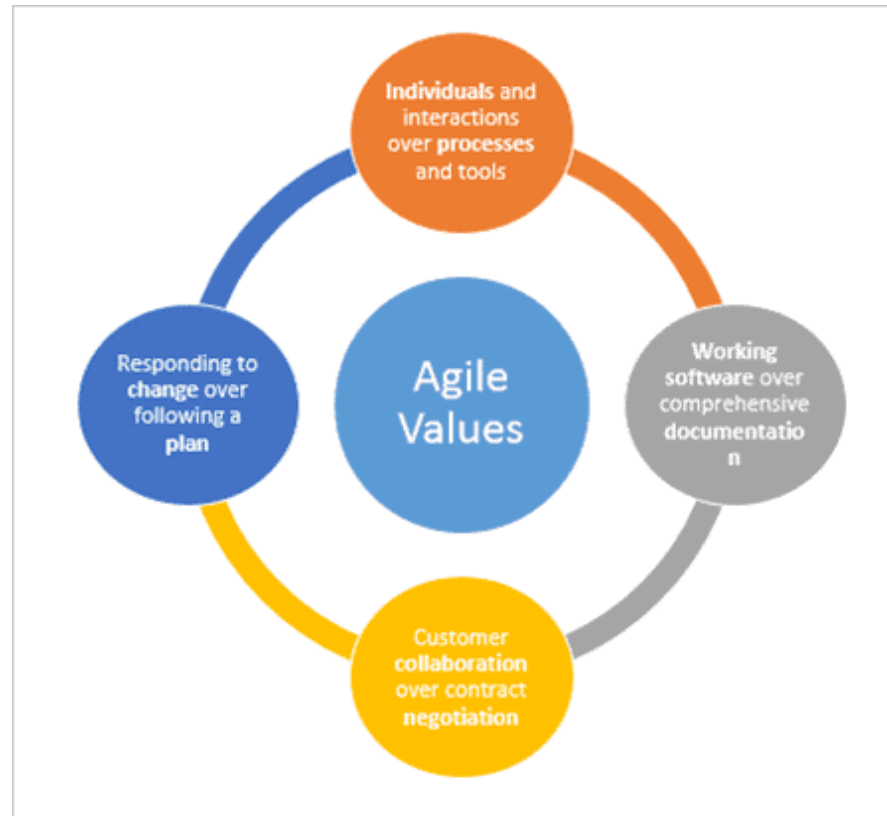 Individuals and
interactions
over processes
and tools
Responding to
change over
following a
plan
Agile
Values
Working
software over
comprehensive
documentatio
n
Customer
collaboration
over contract
negotiation